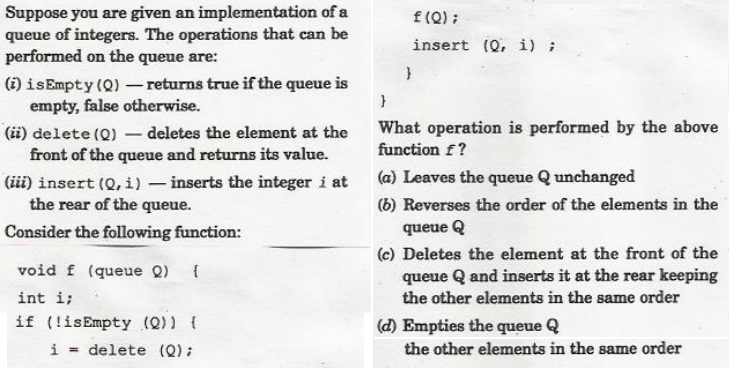 Suppose you are given an implementation of a
queue of integers. The operations that can be
performed on the queue are:
(i) isEmpty(Q) — returns true if the queue is
empty, false otherwise.
(ii) delete(Q) — deletes the element at the
front of the queue and returns its value.
(iii) insert(Q,i) — inserts the integer i at
the rear of the queue.
Consider the following function:
void f (queue Q) {
int i;
if (!isEmpty (Q)) {
i = delete (Q);
f(Q);
insert (Q, i) ;
}
}
What operation is performed by the above
function f?
(a) Leaves the queue Q unchanged
(b) Reverses the order of the elements in the
queue Q
(c) Deletes the element at the front of the
queue Q and inserts it at the rear keeping
the other elements in the same order
(d) Empties the queue Q
the other elements in the same order